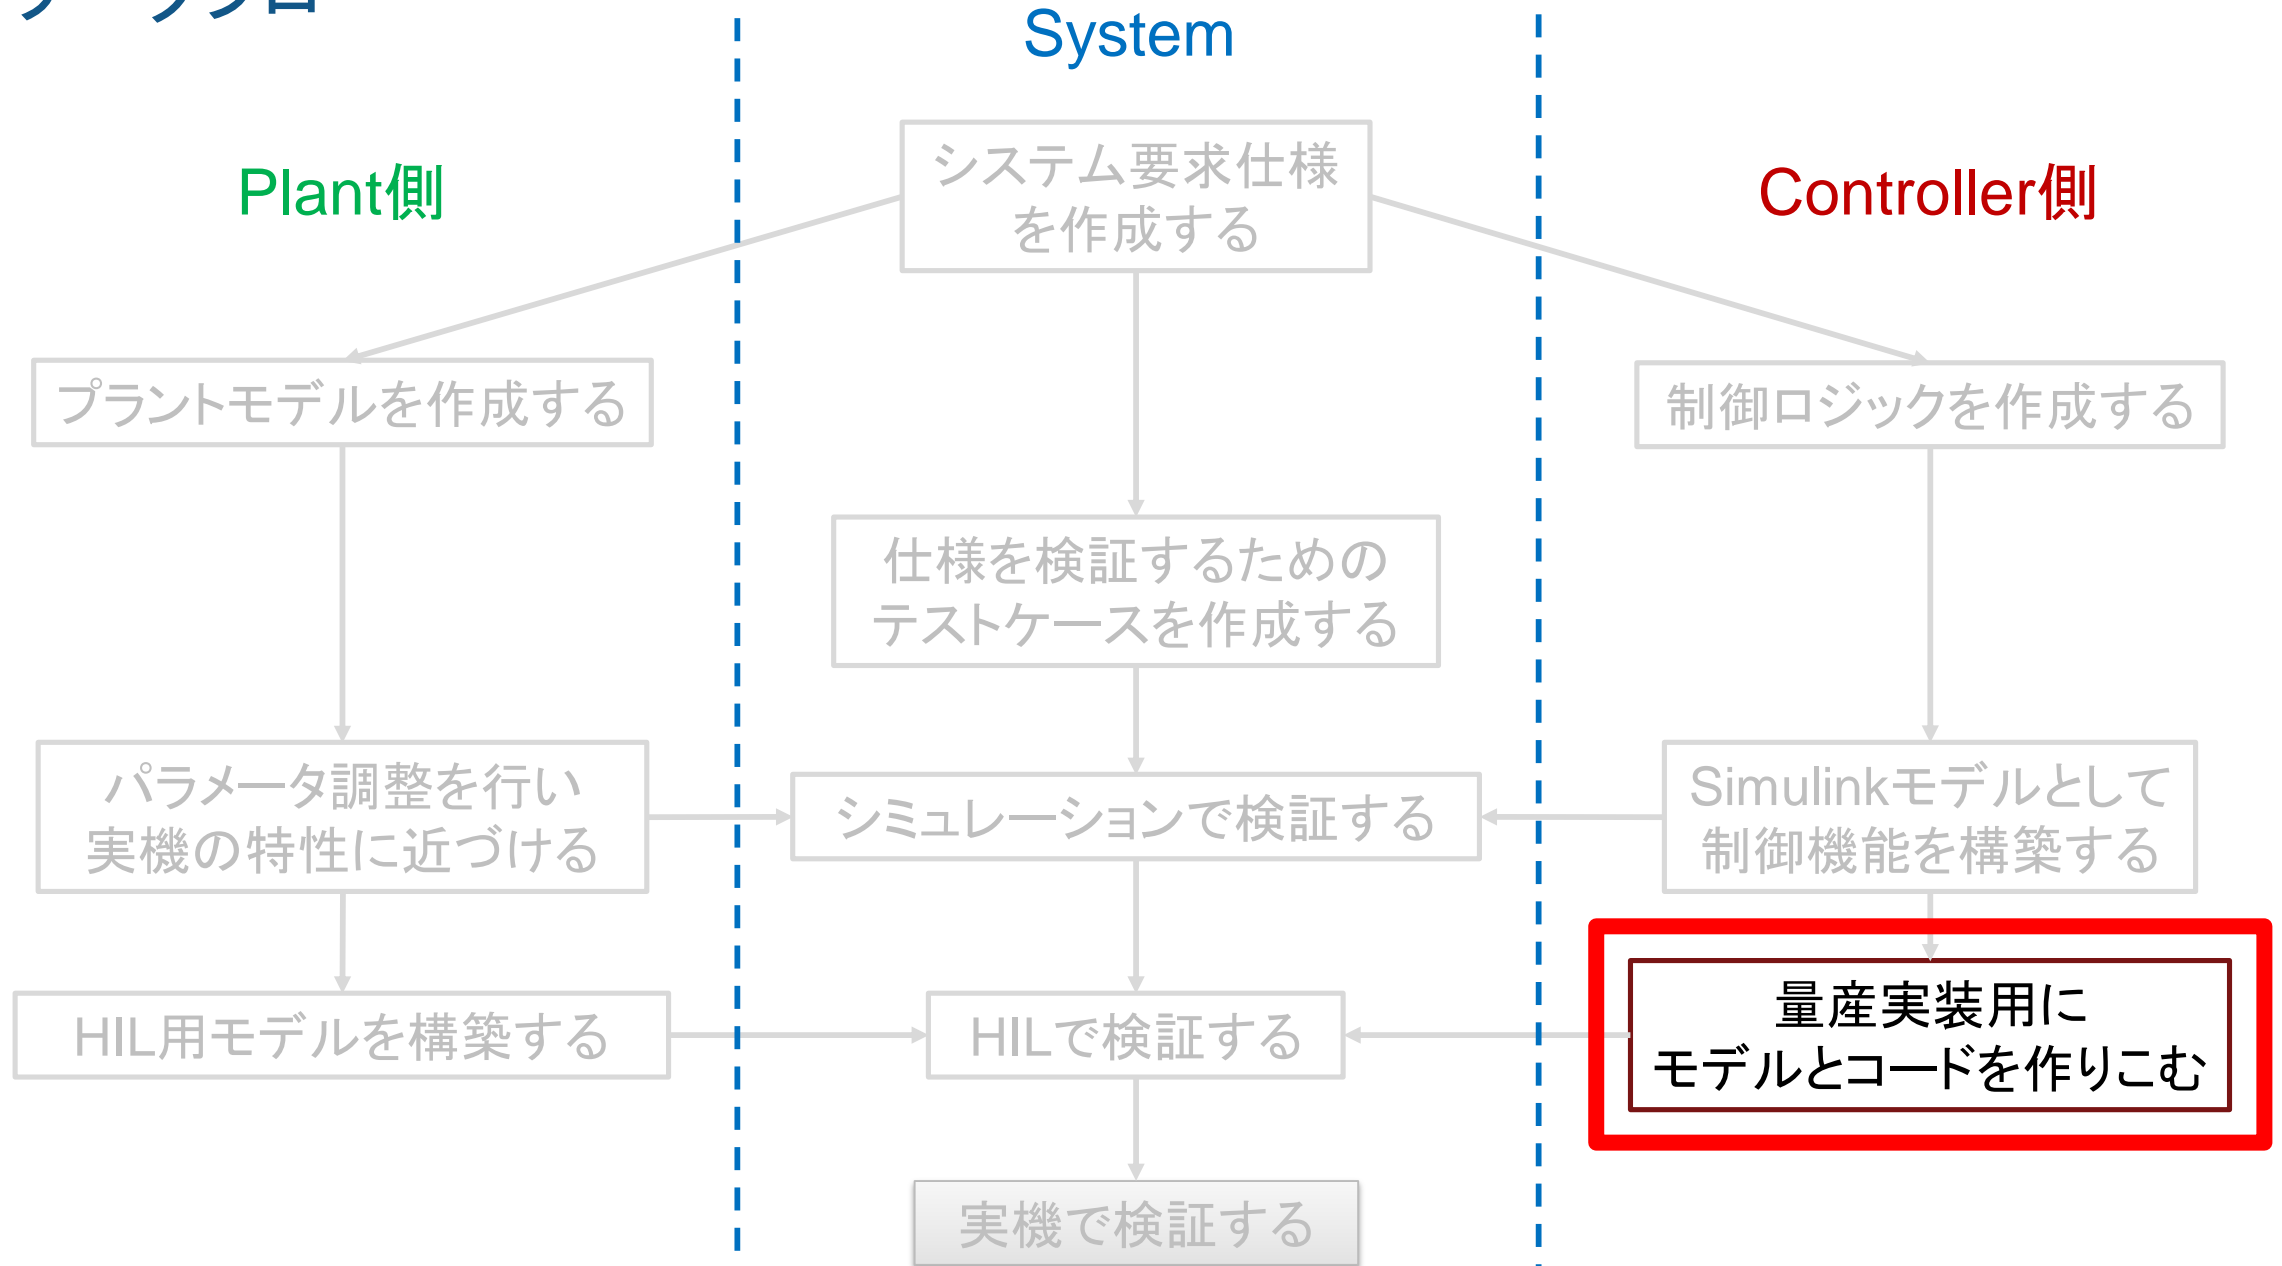 System
Plant側
Controller側
システム要求仕様
を作成する
プラントモデルを作成する
制御ロジックを作成する
仕様を検証するための
テストケースを作成する
パラメータ調整を行い
実機の特性に近づける
シミュレーションで検証する
Simulinkモデルとして
制御機能を構築する
HIL用モデルを構築する
HILで検証する
量産実装用に
モデルとコードを作りこむ
実機で検証する